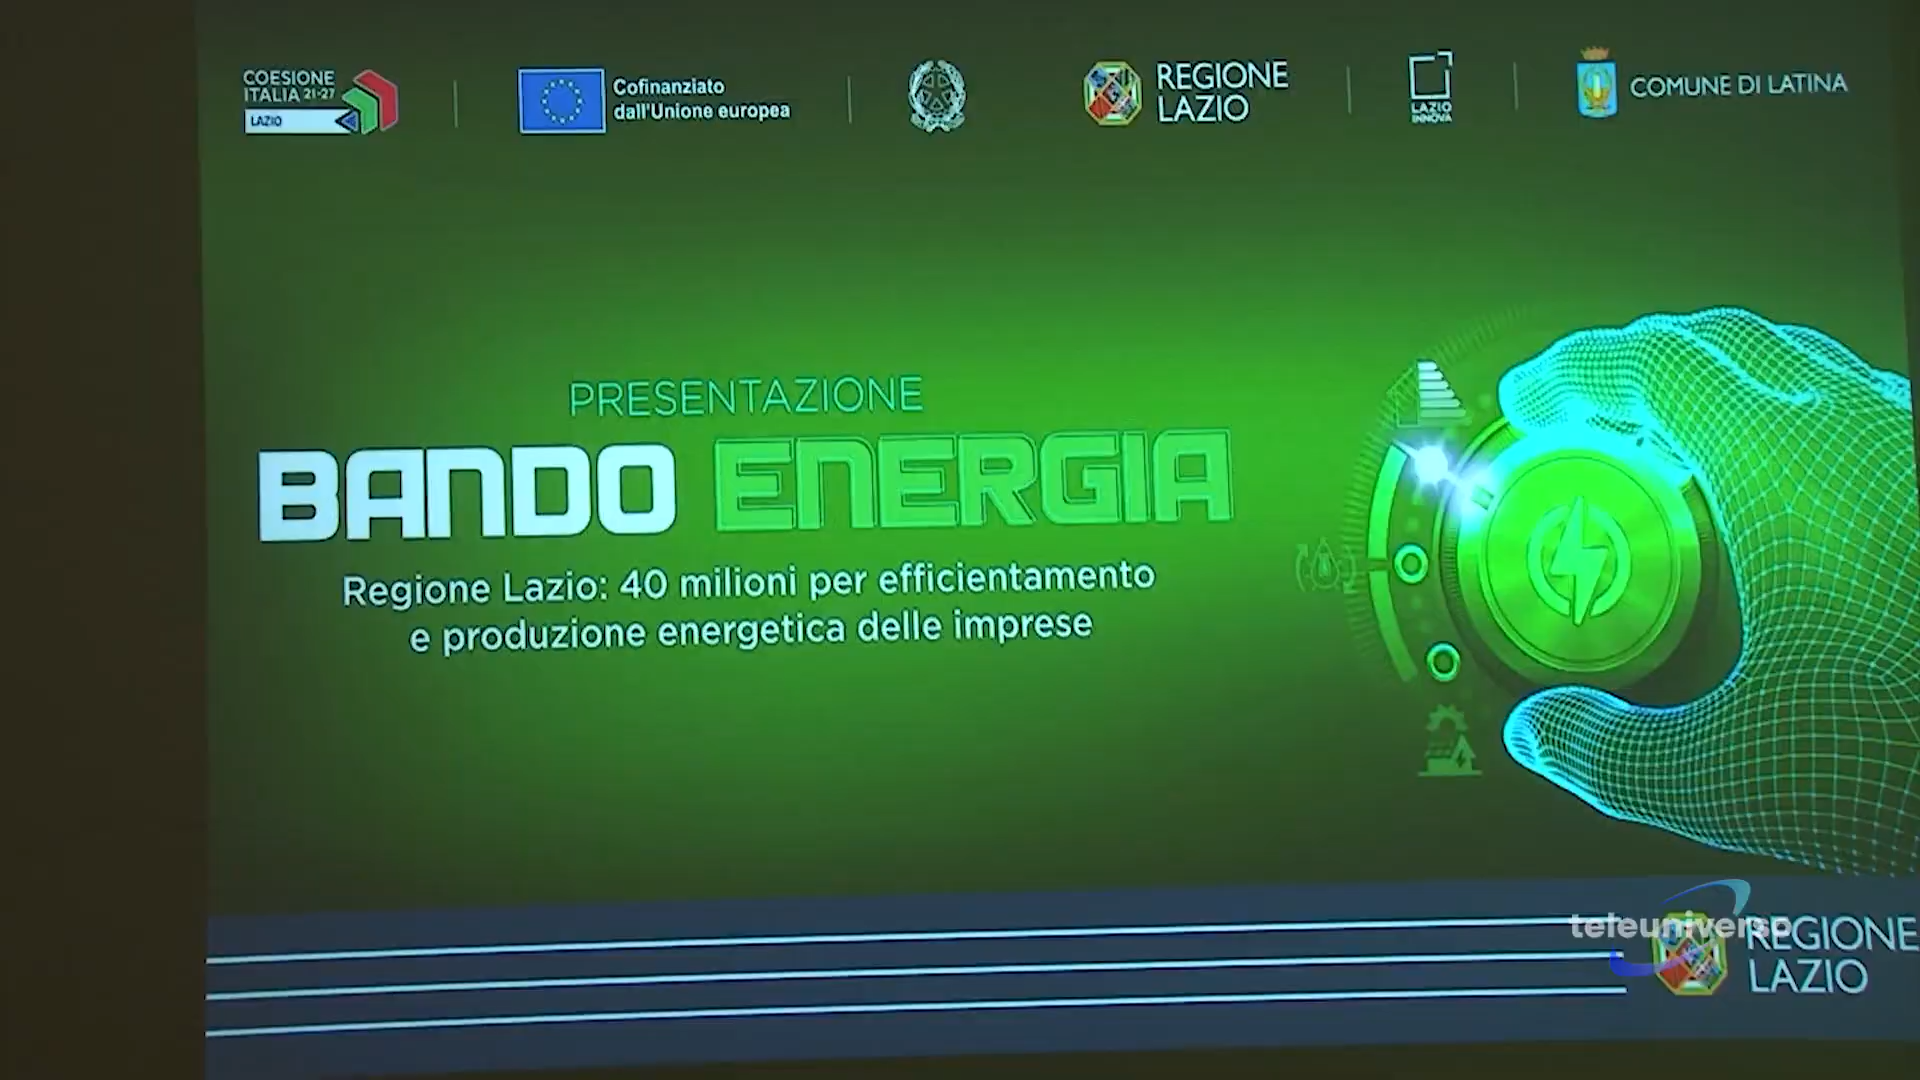 COESIONE
ITALIA 21-27
LAZIO
Cofinanziato
dall'Unione europea
REGIONE
LAZIO
LAZIO
INNOVA
COMUNE DI LATINA
PRESENTAZIONE
BANDO ENERGIA
Regione Lazio: 40 milioni per efficientamento
e produzione energetica delle imprese
teleuniverso
REGIONE
LAZIO